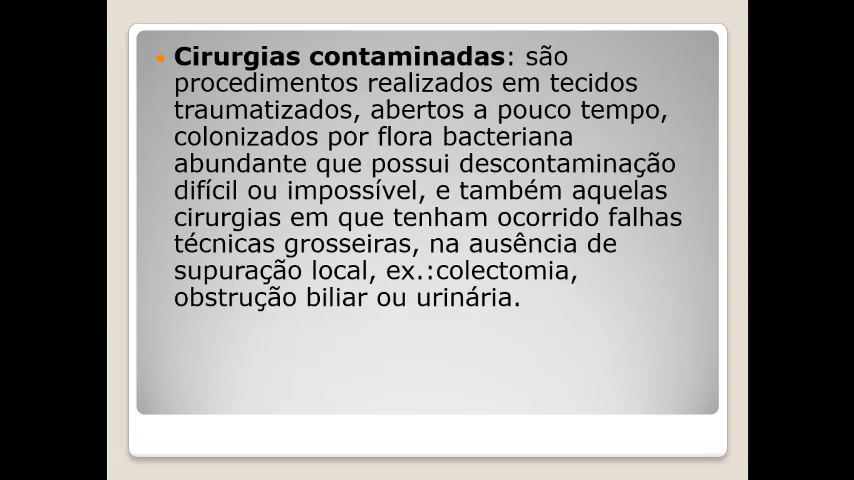 Cirurgias contaminadas: são
procedimentos realizados em tecidos
traumatizados, abertos a pouco tempo,
colonizados por flora bacteriana
abundante que possui descontaminação
difícil ou impossível, e também aquelas
cirurgias em que tenham ocorrido falhas
técnicas grosseiras, na ausência de
supuração local, ex.:colectomia,
obstrução biliar ou urinária.